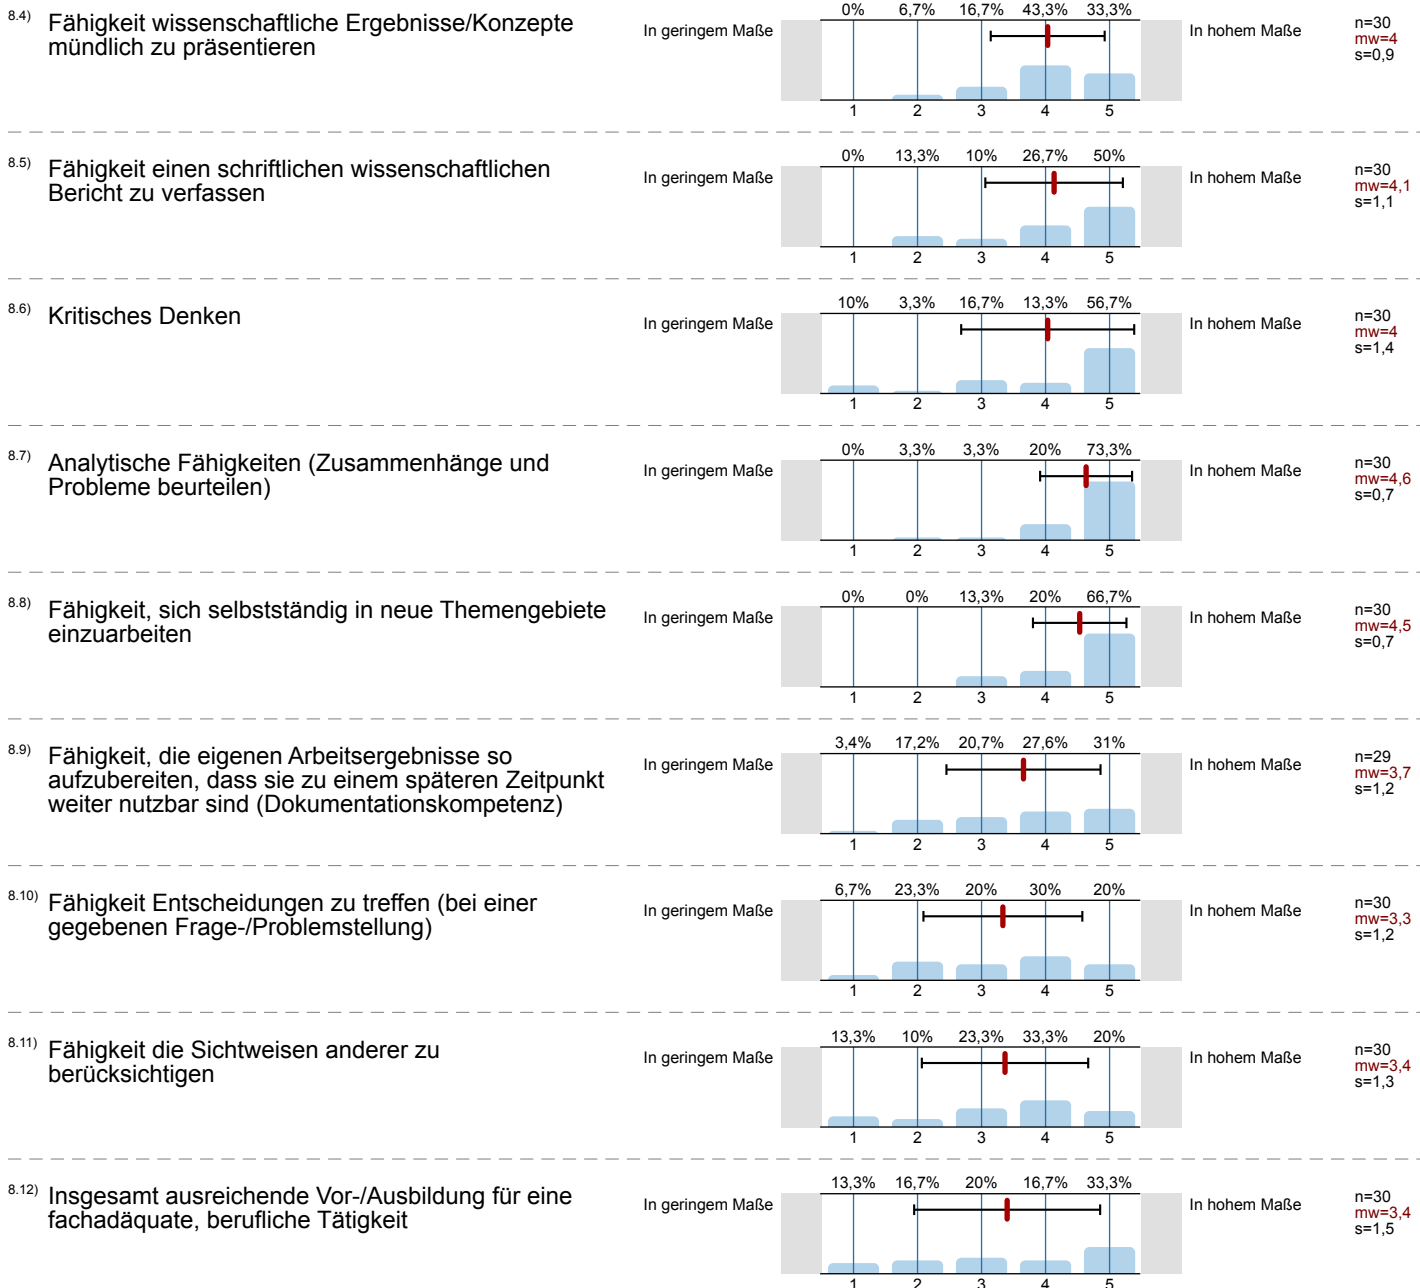 8.4) Fähigkeit wissenschaftliche Ergebnisse/Konzepte
mündlich zu präsentieren
In geringem Maße
0% 6,7% 16,7% 43,3% 33,3%
1 2 3 4 5
In hohem Maße
n=30
mw=4
s=0,9
8.5) Fähigkeit einen schriftlichen wissenschaftlichen
Bericht zu verfassen
In geringem Maße
0% 13,3% 10% 26,7% 50%
1 2 3 4 5
In hohem Maße
n=30
mw=4,1
s=1,1
8.6) Kritisches Denken
In geringem Maße
10% 3,3% 16,7% 13,3% 56,7%
1 2 3 4 5
In hohem Maße
n=30
mw=4
s=1,4
8.7) Analytische Fähigkeiten (Zusammenhänge und
Probleme beurteilen)
In geringem Maße
0% 3,3% 3,3% 20% 73,3%
1 2 3 4 5
In hohem Maße
n=30
mw=4,6
s=0,7
8.8) Fähigkeit, sich selbstständig in neue Themengebiete
einzuarbeiten
In geringem Maße
0% 0% 13,3% 20% 66,7%
1 2 3 4 5
In hohem Maße
n=30
mw=4,5
s=0,7
8.9) Fähigkeit, die eigenen Arbeitsergebnisse so
aufzubereiten, dass sie zu einem späteren Zeitpunkt
weiter nutzbar sind (Dokumentationskompetenz)
In geringem Maße
3,4% 17,2% 20,7% 27,6% 31%
1 2 3 4 5
In hohem Maße
n=29
mw=3,7
s=1,2
8.10) Fähigkeit Entscheidungen zu treffen (bei einer
gegebenen Frage-/Problemstellung)
In geringem Maße
6,7% 23,3% 20% 30% 20%
1 2 3 4 5
In hohem Maße
n=30
mw=3,3
s=1,2
8.11) Fähigkeit die Sichtweisen anderer zu
berücksichtigen
In geringem Maße
13,3% 10% 23,3% 33,3% 20%
1 2 3 4 5
In hohem Maße
n=30
mw=3,4
s=1,3
8.12) Insgesamt ausreichende Vor-/Ausbildung für eine
fachadäquate, berufliche Tätigkeit
In geringem Maße
13,3% 16,7% 20% 16,7% 33,3%
1 2 3 4 5
In hohem Maße
n=30
mw=3,4
s=1,5